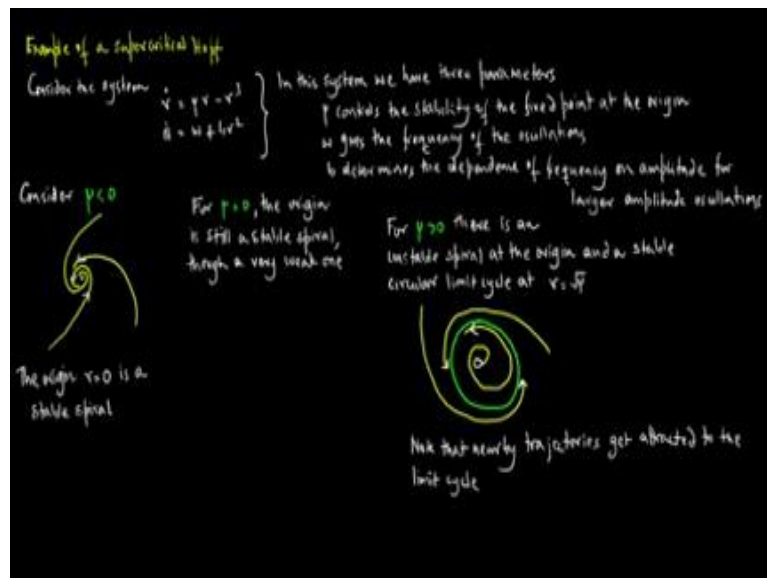 Example of a supercritical Hopf
Consider the system
ṙ = μr - r³
θ̇ = ω + br²
In this system we have three parameters
μ controls the stability of the fixed point at the origin
ω gives the frequency of the oscillations
b determines the dependence of frequency on amplitude for
larger amplitude oscillations
Consider μ<0
The origin r=0 is a
stable spiral
For μ=0, the origin
is still a stable spiral,
though a very weak one
For μ>0 there is an
unstable spiral at the origin and a stable
circular limit cycle at r=√μ
Note that nearby trajectories get attracted to the
limit cycle